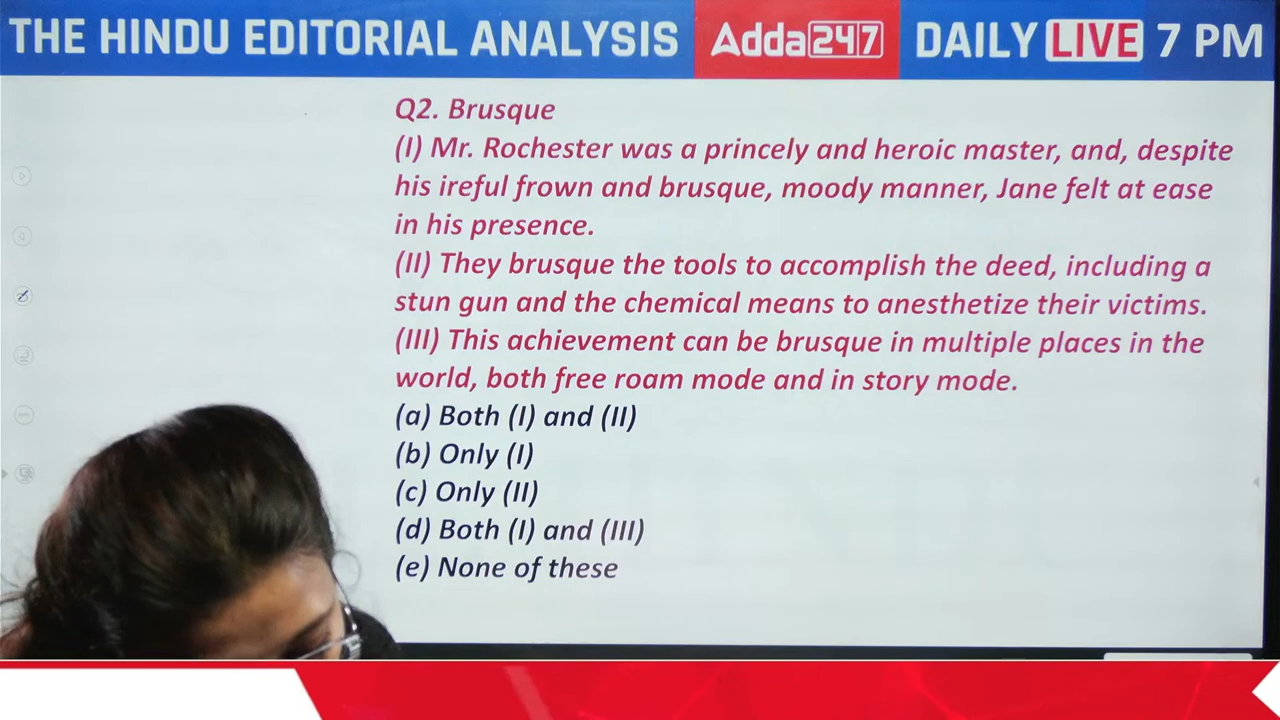 THE HINDU EDITORIAL ANALYSIS Adda247 DAILY LIVE 7 PM
Q2. Brusque
(I) Mr. Rochester was a princely and heroic master, and, despite
his ireful frown and brusque, moody manner, Jane felt at ease
in his presence.
(II) They brusque the tools to accomplish the deed, including a
stun gun and the chemical means to anesthetize their victims.
(III) This achievement can be brusque in multiple places in the
world, both free roam mode and in story mode.
(a) Both (I) and (II)
(b) Only (I)
(c) Only (II)
(d) Both (I) and (III)
(e) None of these